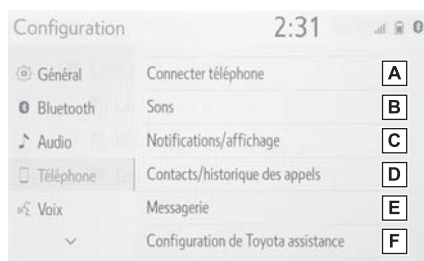 Configuration 2:31
Général
Connecter téléphone A
Bluetooth
Sons B
Audio
Notifications/affichage C
Téléphone
Contacts/historique des appels D
Voix
Messagerie E
Configuration de Toyota assistance F